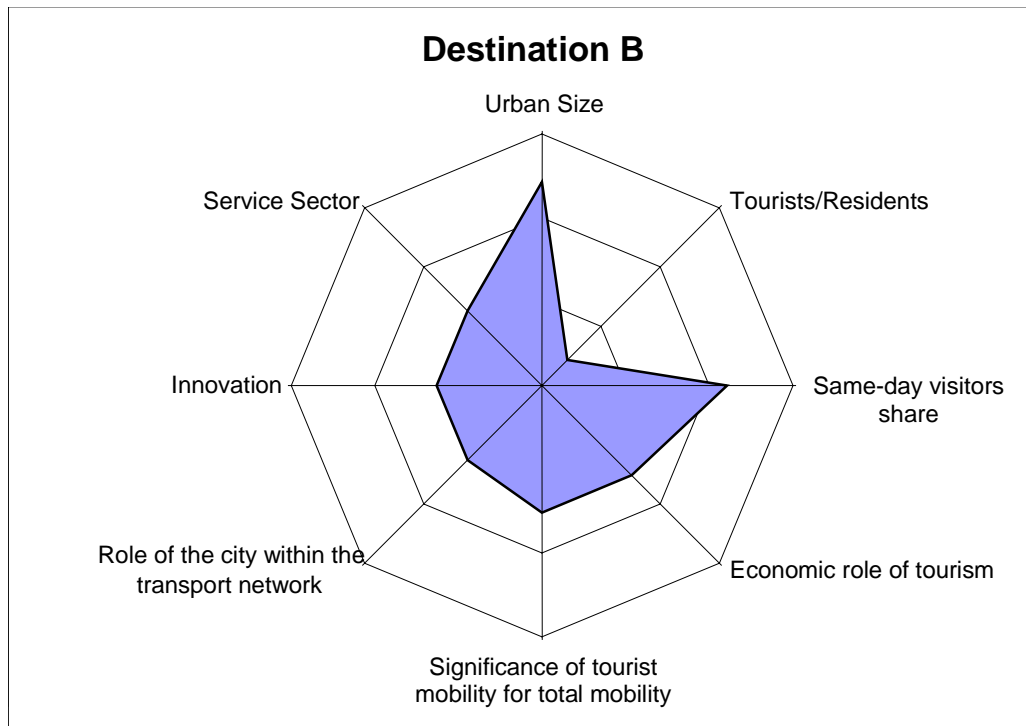 Destination B
Urban Size
Service Sector
Tourists/Residents
Innovation
Same-day visitors
share
Role of the city within the
transport network
Economic role of tourism
Significance of tourist
mobility for total mobility